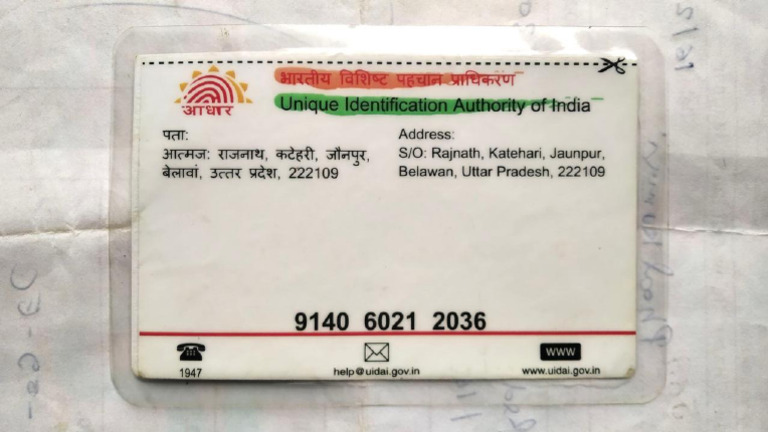 भारतीय विशिष्ट पहचान प्राधिकरण
Unique Identification Authority of India
आधार
पता:
आत्मज: राजनाथ, कटेहरी, जौनपुर,
बेलावां, उत्तर प्रदेश, 222109
Address:
S/O: Rajnath, Katehari, Jaunpur,
Belawan, Uttar Pradesh, 222109
9140 6021 2036
1947
help@uidai.gov.in
www
www.uidai.gov.in